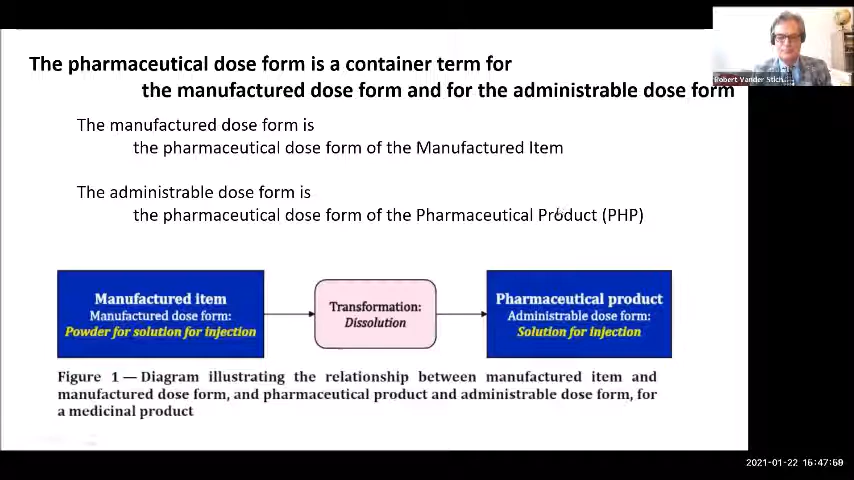 The pharmaceutical dose form is a container term for
the manufactured dose form and for the administrable dose form
The manufactured dose form is
the pharmaceutical dose form of the Manufactured Item
The administrable dose form is
the pharmaceutical dose form of the Pharmaceutical Product (PHP)
Manufactured item
Manufactured dose form:
Powder for solution for injection
Transformation:
Dissolution
Pharmaceutical product
Administrable dose form:
Solution for injection
Figure 1 — Diagram illustrating the relationship between manufactured item and
manufactured dose form, and pharmaceutical product and administrable dose form, for
a medicinal product
Robert Vander Stich...
2021-01-22 16:47:60